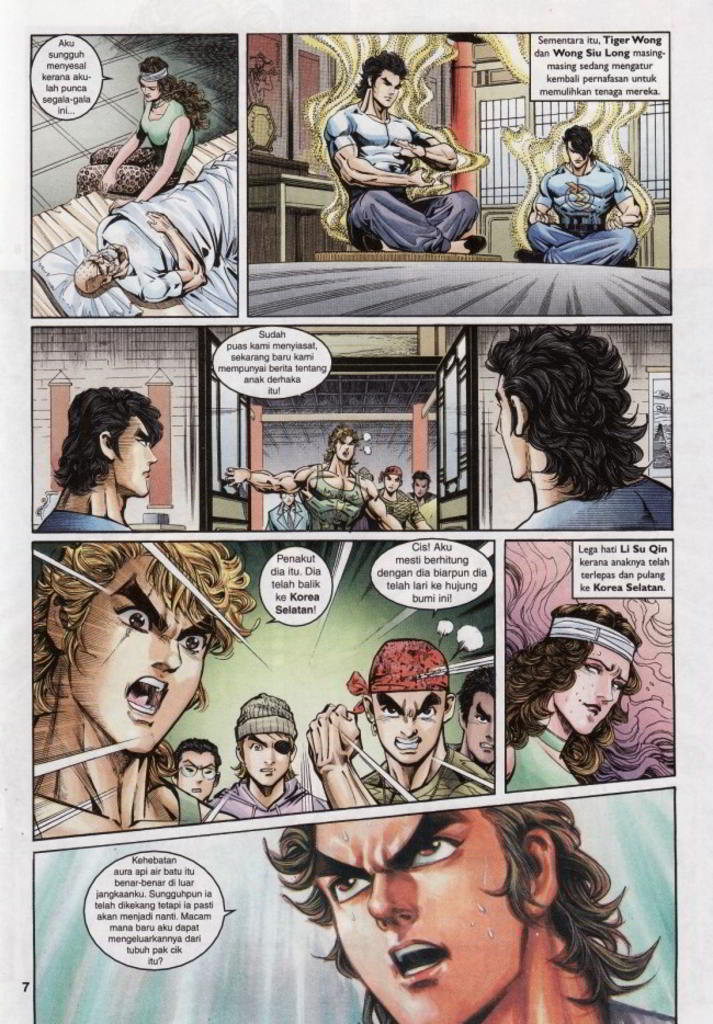 Aku
sungguh
menyesal
kerana aku-
lah punca
segala-gala
ini...
Sementara itu, Tiger Wong
dan Wong Siu Long masing-
masing sedang mengatur
kembali pernafasan untuk
memulihkan tenaga mereka.
Sudah
puas kami menyiasat,
sekarang baru kami
mempunyai berita tentang
anak derhaka
itu!
Penakut
dia itu. Dia
telah balik
ke Korea
Selatan!
Cis! Aku
mesti berhitung
dengan dia biarpun dia
telah lari ke hujung
bumi ini!
Lega hati Li Su Qin
kerana anaknya telah
terlepas dan pulang
ke Korea Selatan.
Kehebatan
aura api air batu itu
benar-benar di luar
jangkaanku. Sungguhpun ia
telah dikekang tetapi ia pasti
akan menjadi nanti. Macam
mana baru aku dapat
mengeluarkannya dari
tubuh pak cik
itu?
7